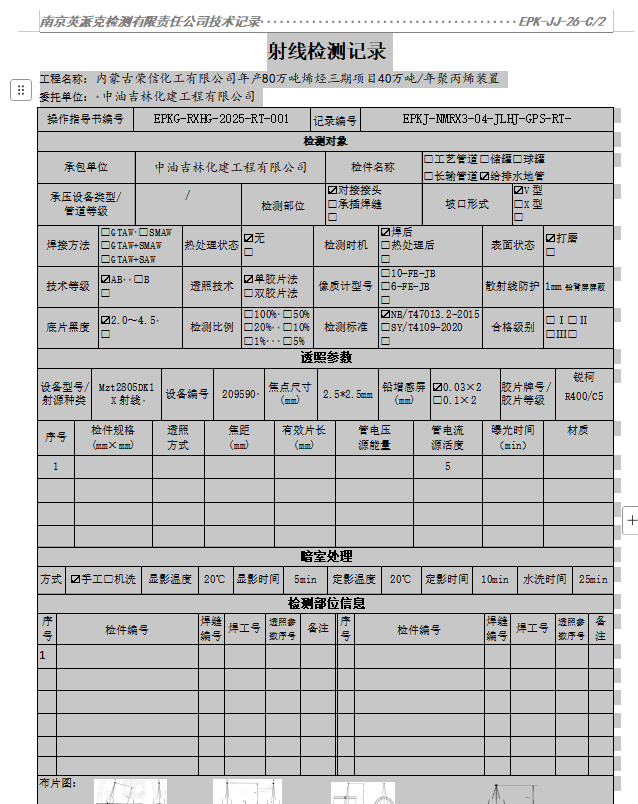 南京英派克检测有限责任公司技术记录······························EPK-JJ-26-C/2
射线检测记录
工程名称：内蒙古荣信化工有限公司年产80万吨烯烃三期项目40万吨/年聚丙烯装置
委托单位：·中油吉林化建工程有限公司
操作指导书编号 EPKG-RXHG-2025-RT-001 记录编号 EPKJ-NMRX3-04-JLHJ-GPS-RT-
检测对象
承包单位 中油吉林化建工程有限公司 检件名称 □工艺管道□储罐□球罐
□长输管道☑给排水地管
承压设备类型/管道等级 / 检测部位 ☑对接接头 □承插焊缝 □ 坡口形式 ☑V 型 □X 型 □
焊接方法 □GTAW·□SMAW □GTAW+SMAW □GTAW+SAW 热处理状态 ☑无 □ 检测时机 ☑焊后 □热处理后 □ 表面状态 ☑打磨 □
技术等级 ☑AB··□B □ 透照技术 ☑单胶片法 □双胶片法 像质计型号 □10-FE-JB □6-FE-JB □ 散射线防护 1mm 铅背屏屏蔽
底片黑度 ☑2.0～4.5· □ 检测比例 □100%·□50% □20%··□10% □1%···□5% 检测标准 ☑NB/T47013.2-2015 □SY/T4109-2020 □ 合格级别 □Ⅰ□Ⅱ □Ⅲ□
透照参数
设备型号/射源种类 Mzt2805DK1 X 射线· 设备编号 209590· 焦点尺寸(mm) 2.5*2.5mm 铅增感屏(mm) ☑0.03×2 □0.1×2 胶片牌号/胶片等级 锐柯 R400/C5
序号 检件规格(mm×mm) 透照方式 焦距(mm) 有效片长(mm) 管电压源能量 管电流源活度 曝光时间(min) 材质
1 5
暗室处理
方式 ☑手工□机洗 显影温度 20℃ 显影时间 5min 定影温度 20℃ 定影时间 10min 水洗时间 25min
检测部位信息
序号 检件编号 焊缝编号 焊工号 透照参数序号 备注 序号 检件编号 焊缝编号 焊工号 透照参数序号 备注
1
布片图：